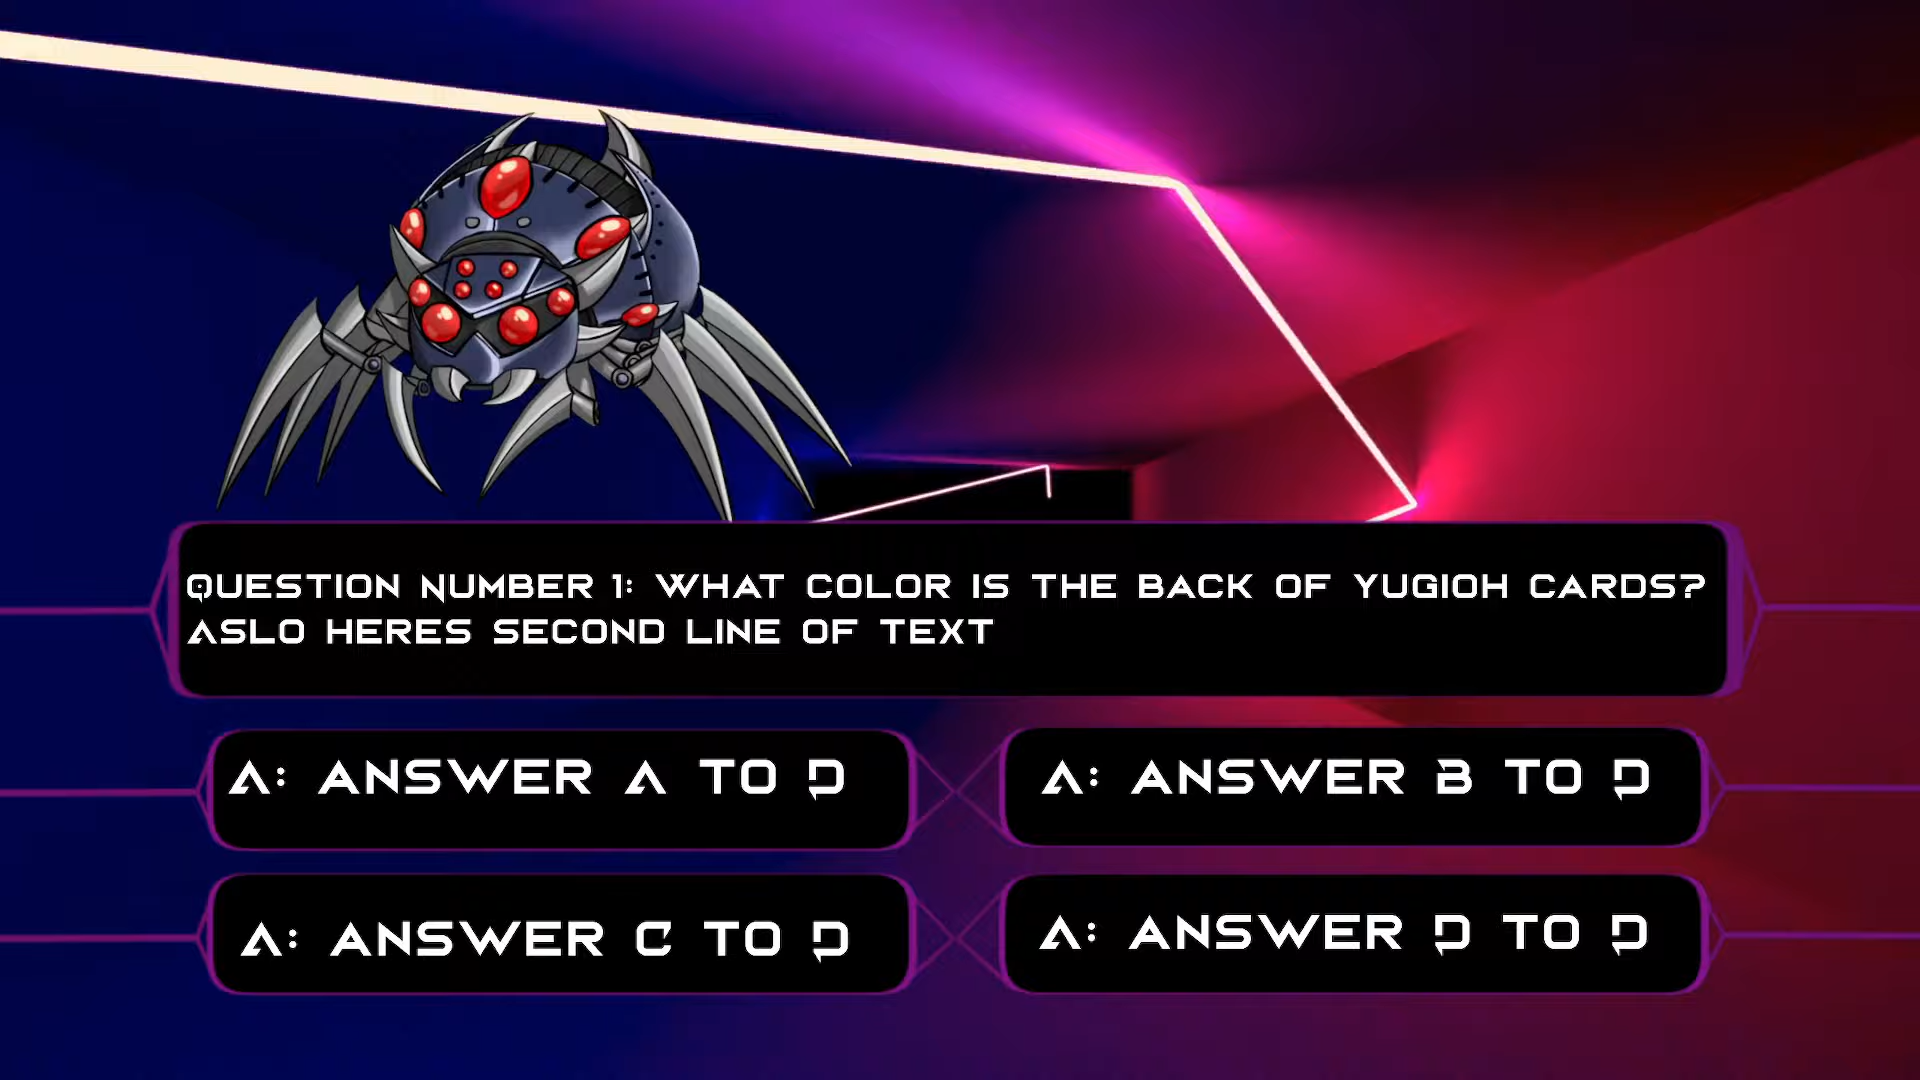 QUESTION NUMBER 1: WHAT COLOR IS THE BACK OF YUGIOH CARDS?
ASLO HERES SECOND LINE OF TEXT
A: ANSWER A TO D
A: ANSWER B TO D
A: ANSWER C TO D
A: ANSWER D TO D